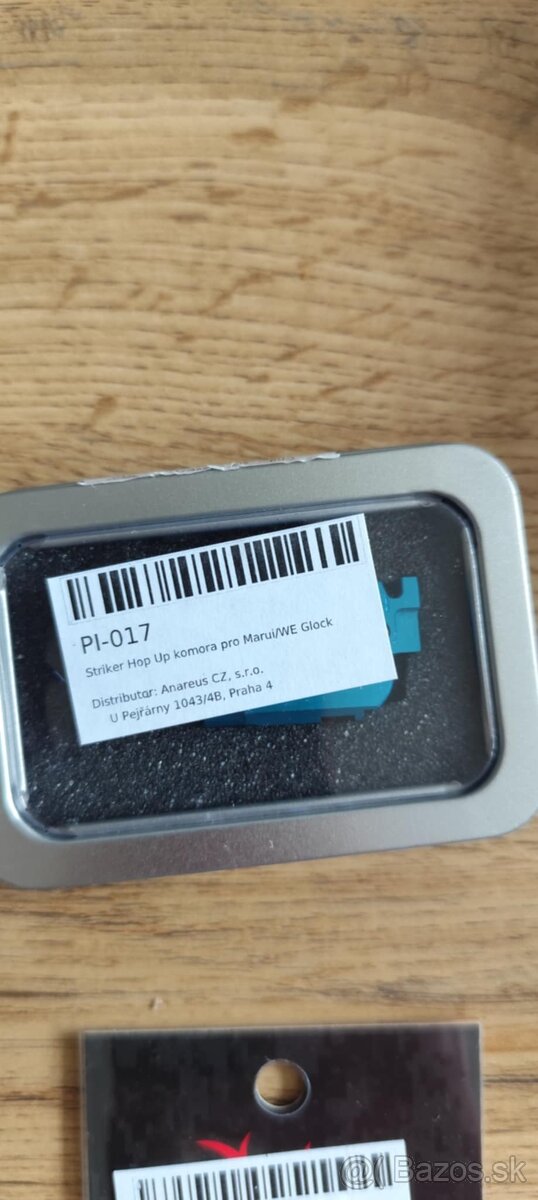 PI-017
Striker Hop Up komora pro Marui/WE Glock
Distributor: Anareus CZ, s.r.o.
U Pejřárny 1043/4B, Praha 4
@ Bazos.sk